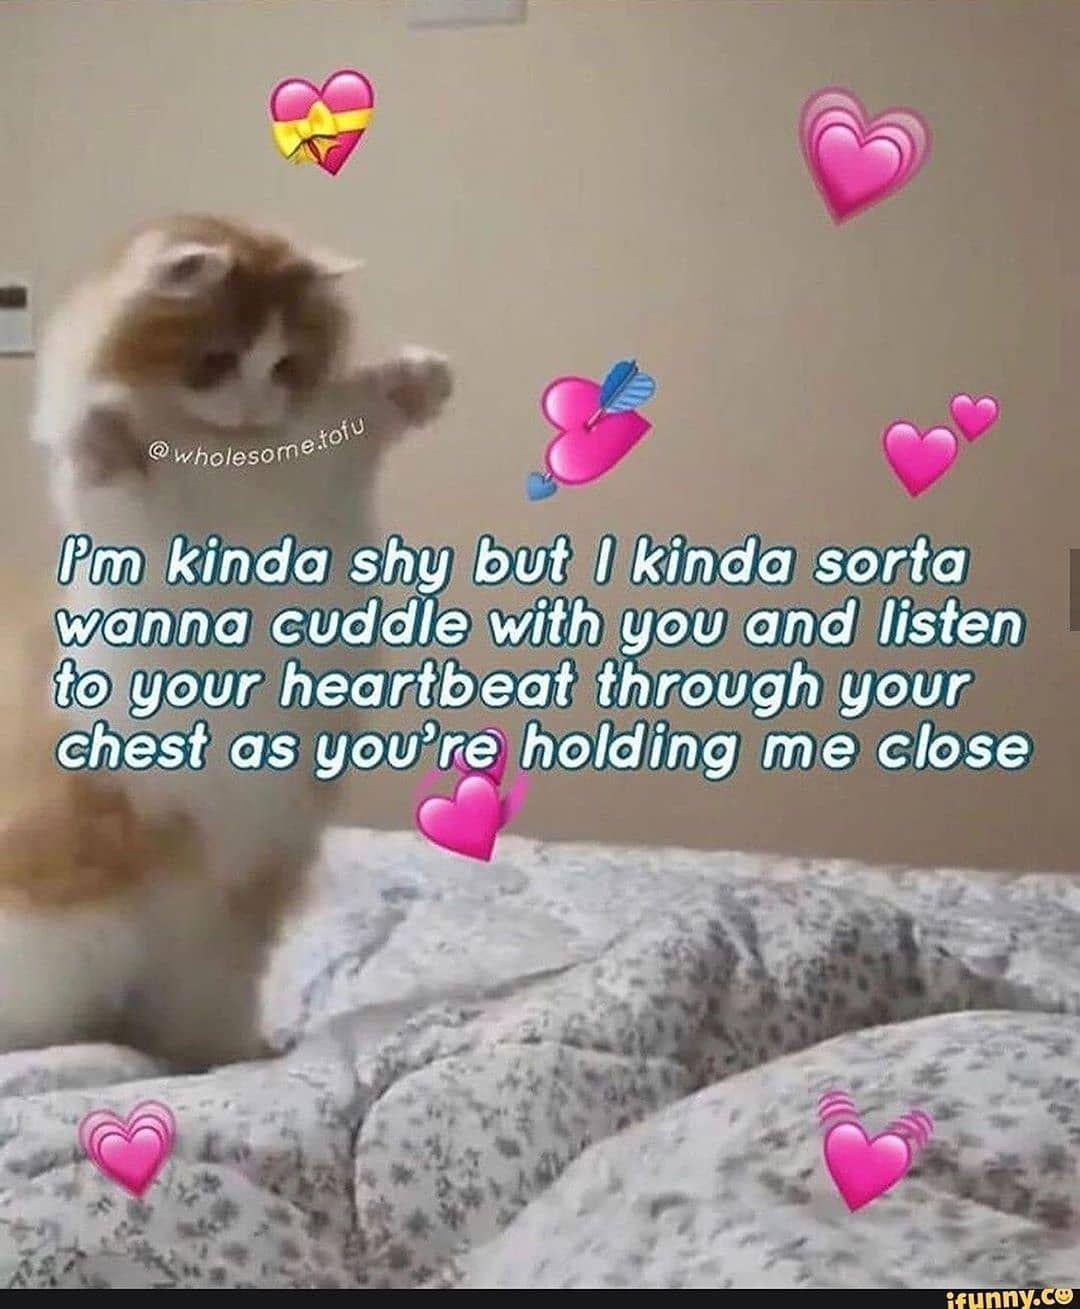 @wholesome.tofu
I'm kinda shy but I kinda sorta
wanna cuddle with you and listen
to your heartbeat through your
chest as you're holding me close
ifunny.co